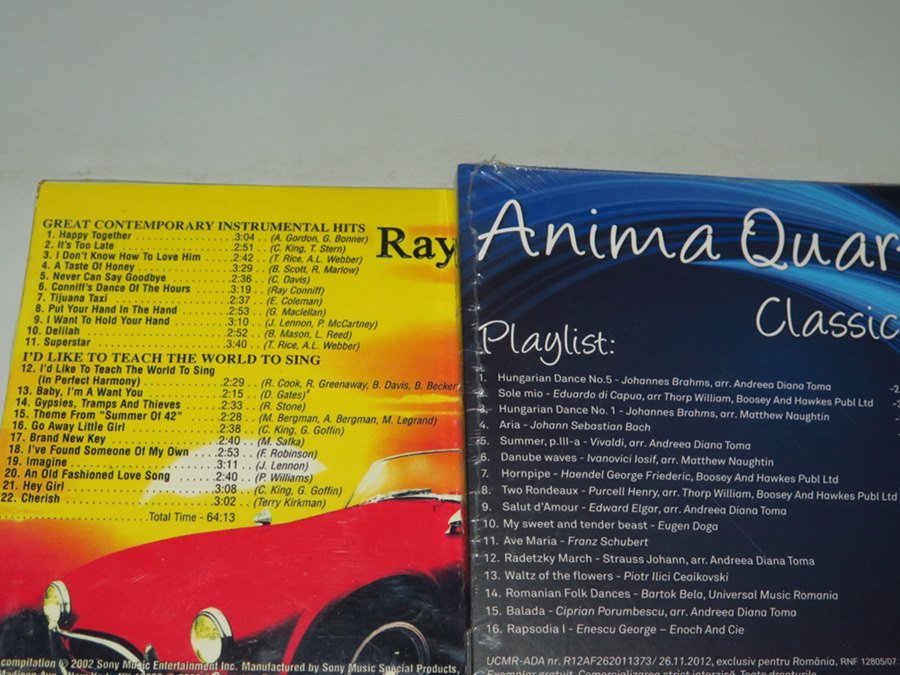 GREAT CONTEMPORARY INSTRUMENTAL HITS
1. Happy Together ............ 3:04 .. (A. Gordon, G. Bonner)
2. It's Too Late ............ 2:51 .. (C. King, T. Stern)
3. I Don't Know How To Love Him .. 2:42 .. (T. Rice, A.L. Webber)
4. A Taste Of Honey ............ 3:29 .. (B. Scott, R. Marlow)
5. Never Can Say Goodbye ....... 2:36 .. (C. Davis)
6. Conniff's Dance Of The Hours .. 3:19 .. (Ray Conniff)
7. Tijuana Taxi ............ 2:37 .. (E. Coleman)
8. Put Your Hand In The Hand .... 2:53 .. (G. Maclellan)
9. I Want To Hold Your Hand ..... 3:10 .. (J. Lennon, P. McCartney)
10. Delilah ............ 2:52 .. (B. Mason, L. Reed)
11. Superstar ............ 3:40 .. (T. Rice, A.L. Webber)
I'D LIKE TO TEACH THE WORLD TO SING
12. I'd Like To Teach The World To Sing
(In Perfect Harmony) ........ 2:29 .. (R. Cook, R. Greenaway, B. Davis, B. Becker
13. Baby, I'm A Want You ........ 2:15 .. (D. Gates)
14. Gypsies, Tramps And Thieves .. 2:33 .. (R. Stone)
15. Theme From "Summer Of 42" ... 2:28 .. (M. Bergman, A. Bergman, M. Legrand)
16. Go Away Little Girl ........ 2:38 .. (C. King, G. Goffin)
17. Brand New Key ............ 2:40 .. (M. Safka)
18. I've Found Someone Of My Own .. 2:53 .. (F. Robinson)
19. Imagine ............ 3:11 .. (J. Lennon)
20. An Old Fashioned Love Song .. 2:40 .. (P. Williams)
21. Hey Girl ............ 3:08 .. (C. King, G. Goffin)
22. Cherish ............ 3:02 .. (Terry Kirkman)
Total Time - 64:13
Ray
compilation ℗ 2002 Sony Music Entertainment Inc. Manufactured by Sony Music Special Products,
Anima Quar
Classic
Playlist:
1. Hungarian Dance No.5 - Johannes Brahms, arr. Andreea Diana Toma
2. Sole mio - Eduardo di Capua, arr Thorp William, Boosey And Hawkes Publ Ltd
3. Hungarian Dance No. 1 - Johannes Brahms, arr. Matthew Naughtin
4. Aria - Johann Sebastian Bach
5. Summer, p.III-a - Vivaldi, arr. Andreea Diana Toma
6. Danube waves - Ivanovici Iosif, arr. Matthew Naughtin
7. Hornpipe - Haendel George Friederic, Boosey And Hawkes Publ Ltd
8. Two Rondeaux - Purcell Henry, arr. Thorp William, Boosey And Hawkes Publ Ltd
9. Salut d'Amour - Edward Elgar, arr. Andreea Diana Toma
10. My sweet and tender beast - Eugen Doga
11. Ave Maria - Franz Schubert
12. Radetzky March - Strauss Johann, arr. Andreea Diana Toma
13. Waltz of the flowers - Piotr Ilici Ceaikovski
14. Romanian Folk Dances - Bartok Bela, Universal Music Romania
15. Balada - Ciprian Porumbescu, arr. Andreea Diana Toma
16. Rapsodia I - Enescu George – Enoch And Cie
UCMR-ADA nr. R12AF262011373/ 26.11.2012, exclusiv pentru România. RNF 12805/07.
Exemplar gratuit. Comercializarea strict interzisă. Toate drepturile